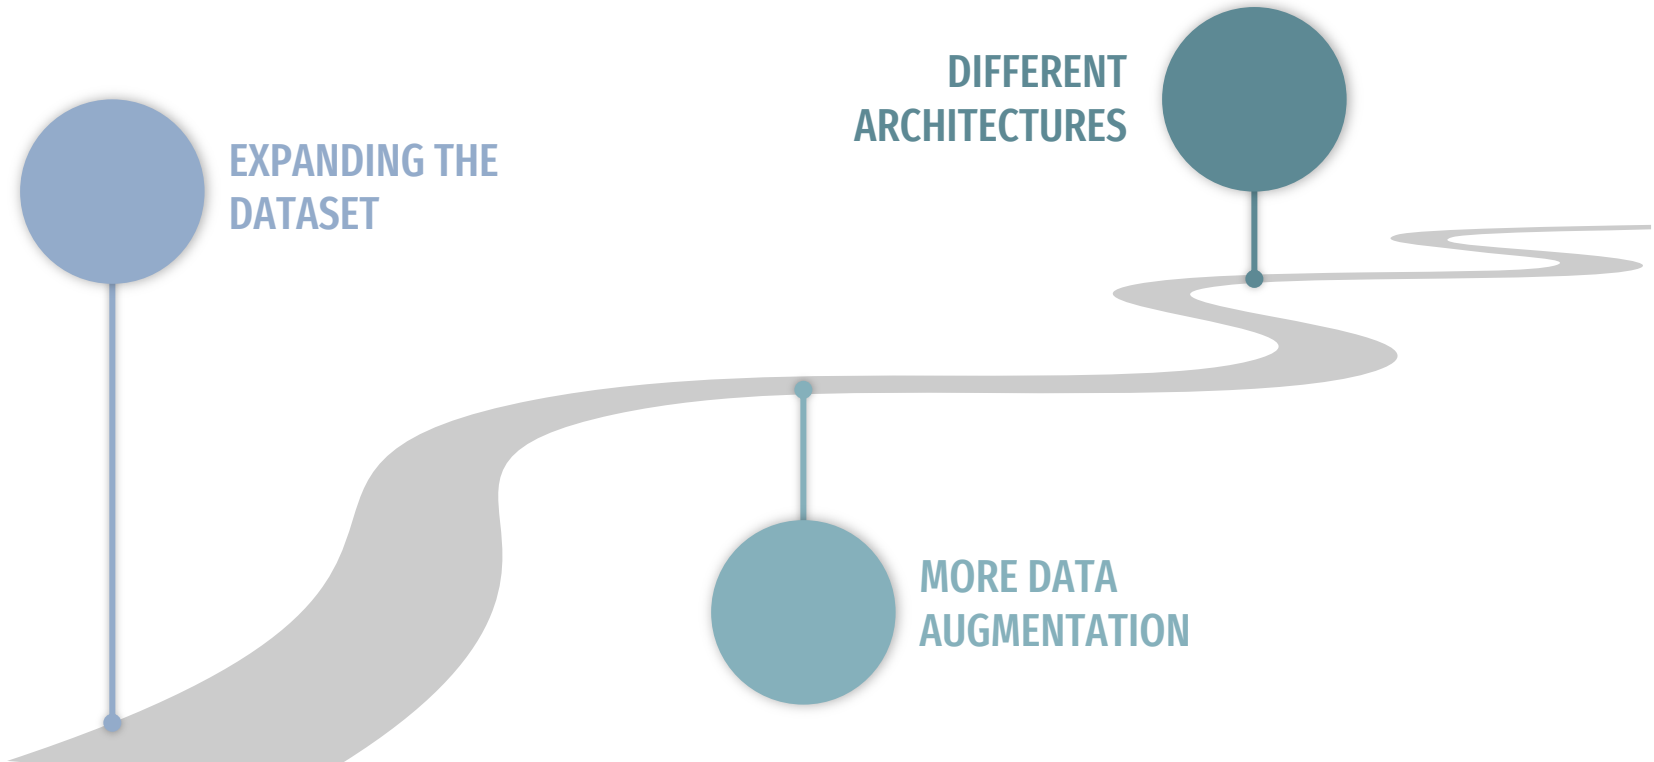 EXPANDING THE
DATASET
DIFFERENT
ARCHITECTURES
MORE DATA
AUGMENTATION